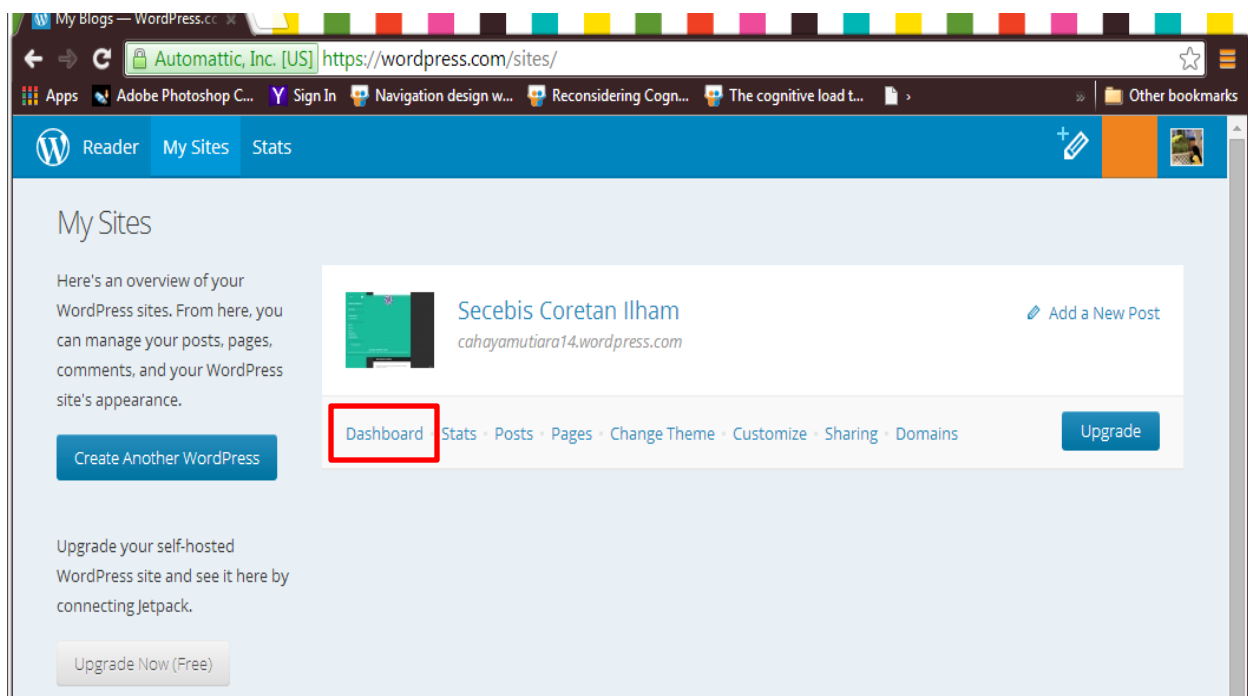 My Blogs — WordPress.cc
Automattic, Inc. [US] https://wordpress.com/sites/
Apps Adobe Photoshop C... Sign In Navigation design w... Reconsidering Cogn... The cognitive load t... Other bookmarks
Reader My Sites Stats
My Sites
Here's an overview of your
WordPress sites. From here, you
can manage your posts, pages,
comments, and your WordPress
site's appearance.
Create Another WordPress
Upgrade your self-hosted
WordPress site and see it here by
connecting Jetpack.
Upgrade Now (Free)
Secebis Coretan Ilham
cahayamutiara14.wordpress.com
Add a New Post
Dashboard Stats Posts Pages Change Theme Customize Sharing Domains
Upgrade